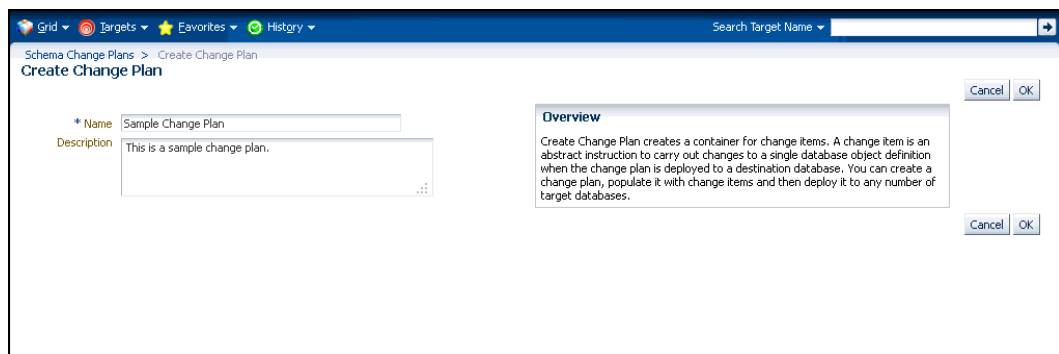 Grid Targets Favorites History Search Target Name
Schema Change Plans > Create Change Plan
Create Change Plan
Cancel OK
* Name Sample Change Plan
Description This is a sample change plan.
Overview
Create Change Plan creates a container for change items. A change item is an
abstract instruction to carry out changes to a single database object definition
when the change plan is deployed to a destination database. You can create a
change plan, populate it with change items and then deploy it to any number of
target databases.
Cancel OK